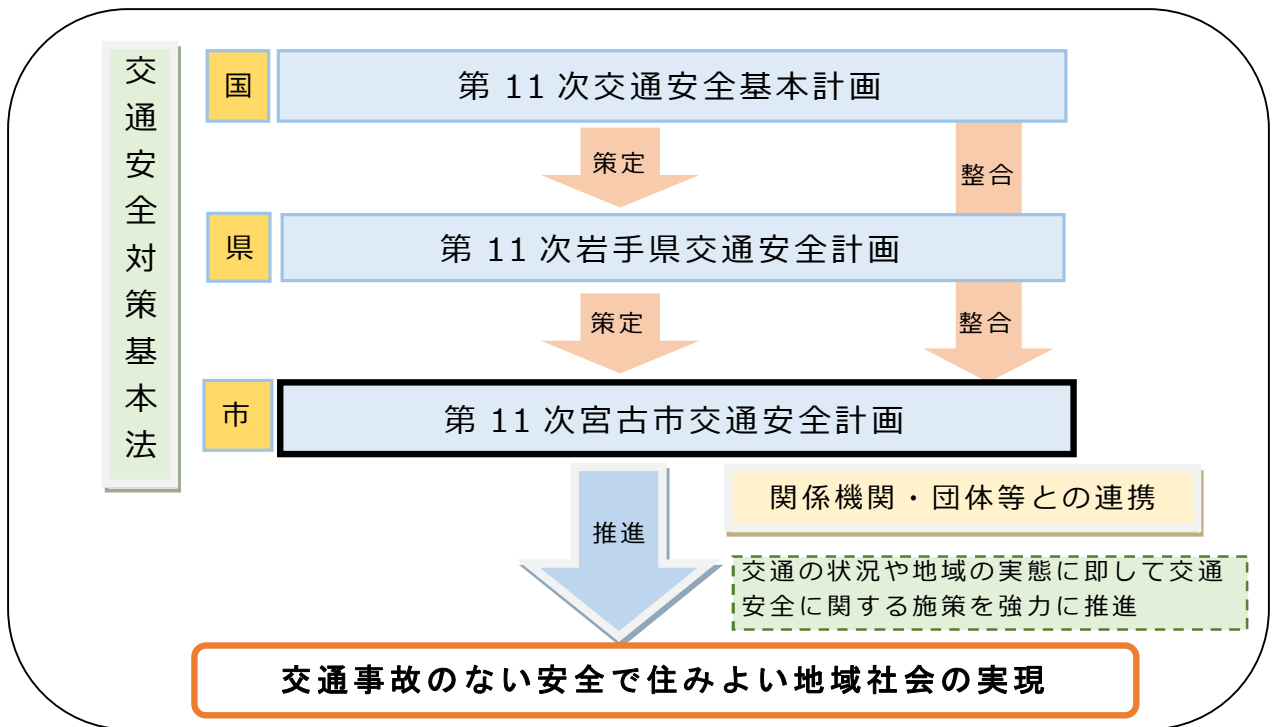 交通安全対策基本法
国
第 11 次交通安全基本計画
策定
整合
県
第 11 次岩手県交通安全計画
策定
整合
市
第 11 次宮古市交通安全計画
推進
関係機関・団体等との連携
交通の状況や地域の実態に即して交通
安全に関する施策を強力に推進
交通事故のない安全で住みよい地域社会の実現